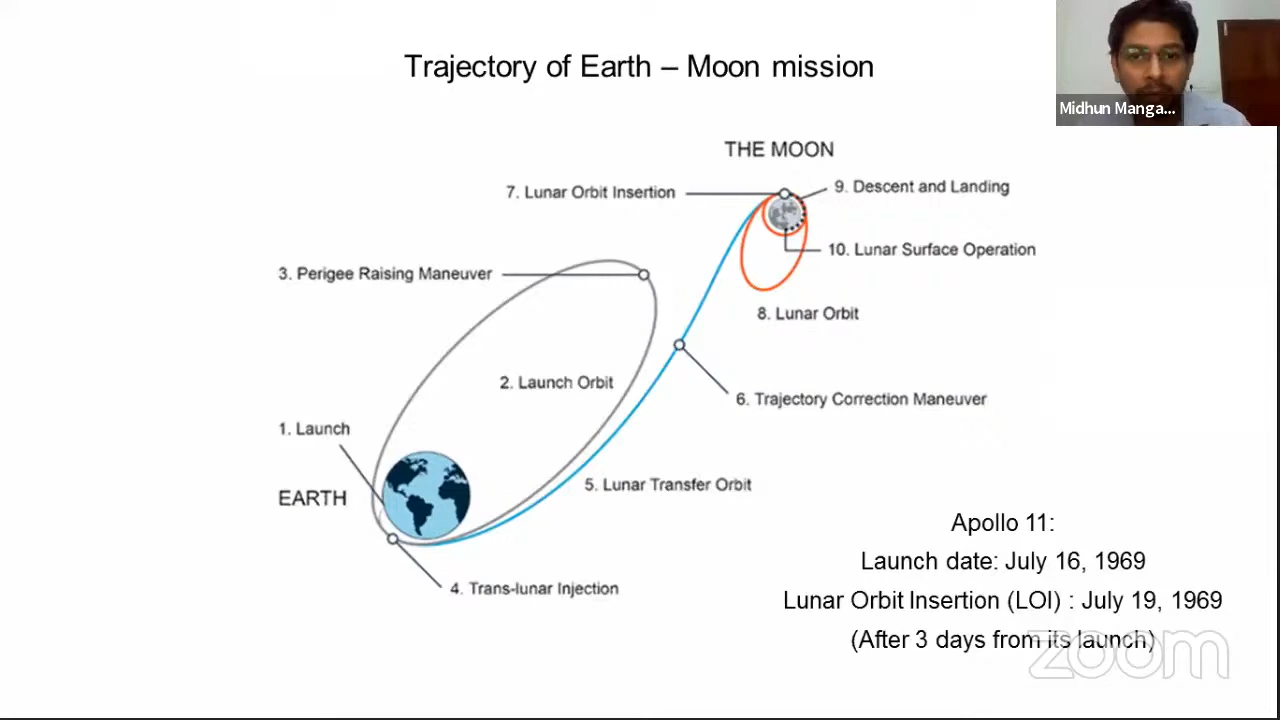 Trajectory of Earth – Moon mission
Midhun Manga...
THE MOON
7. Lunar Orbit Insertion
9. Descent and Landing
10. Lunar Surface Operation
3. Perigee Raising Maneuver
8. Lunar Orbit
2. Launch Orbit
6. Trajectory Correction Maneuver
1. Launch
5. Lunar Transfer Orbit
EARTH
4. Trans-lunar Injection
Apollo 11:
Launch date: July 16, 1969
Lunar Orbit Insertion (LOI) : July 19, 1969
(After 3 days from its launch)
zoom